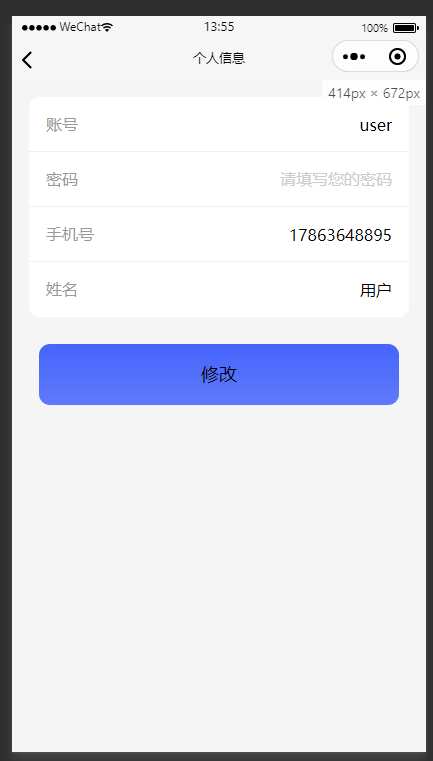 WeChat 13:55 100%
个人信息
414px × 672px
账号 user
密码 请填写您的密码
手机号 17863648895
姓名 用户
修改